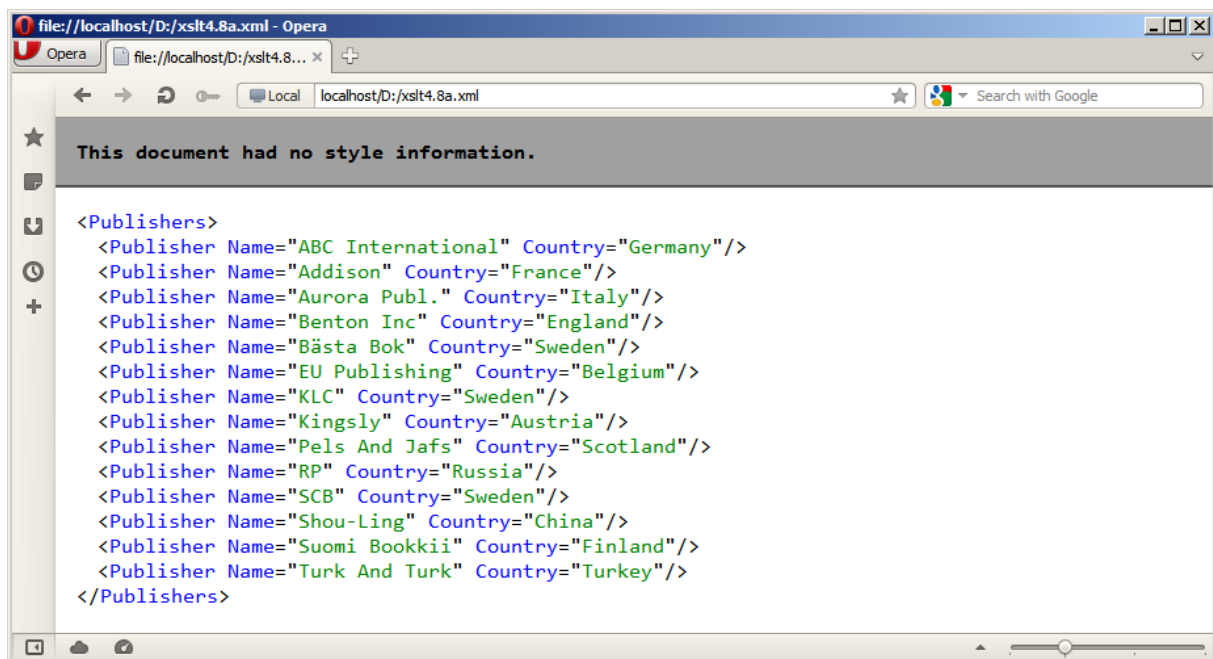 file://localhost/D:/xslt4.8a.xml - Opera
Opera
file://localhost/D:/xslt4.8...
Local localhost/D:/xslt4.8a.xml Search with Google
This document had no style information.
<Publishers>
  <Publisher Name="ABC International" Country="Germany"/>
  <Publisher Name="Addison" Country="France"/>
  <Publisher Name="Aurora Publ." Country="Italy"/>
  <Publisher Name="Benton Inc" Country="England"/>
  <Publisher Name="Bästa Bok" Country="Sweden"/>
  <Publisher Name="EU Publishing" Country="Belgium"/>
  <Publisher Name="KLC" Country="Sweden"/>
  <Publisher Name="Kingsly" Country="Austria"/>
  <Publisher Name="Pels And Jafs" Country="Scotland"/>
  <Publisher Name="RP" Country="Russia"/>
  <Publisher Name="SCB" Country="Sweden"/>
  <Publisher Name="Shou-Ling" Country="China"/>
  <Publisher Name="Suomi Bookkii" Country="Finland"/>
  <Publisher Name="Turk And Turk" Country="Turkey"/>
</Publishers>